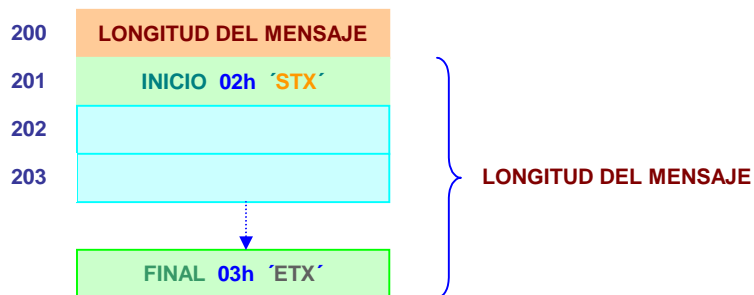 200 LONGITUD DEL MENSAJE
201 INICIO 02h ´STX´
202
203
LONGITUD DEL MENSAJE
FINAL 03h ´ETX´